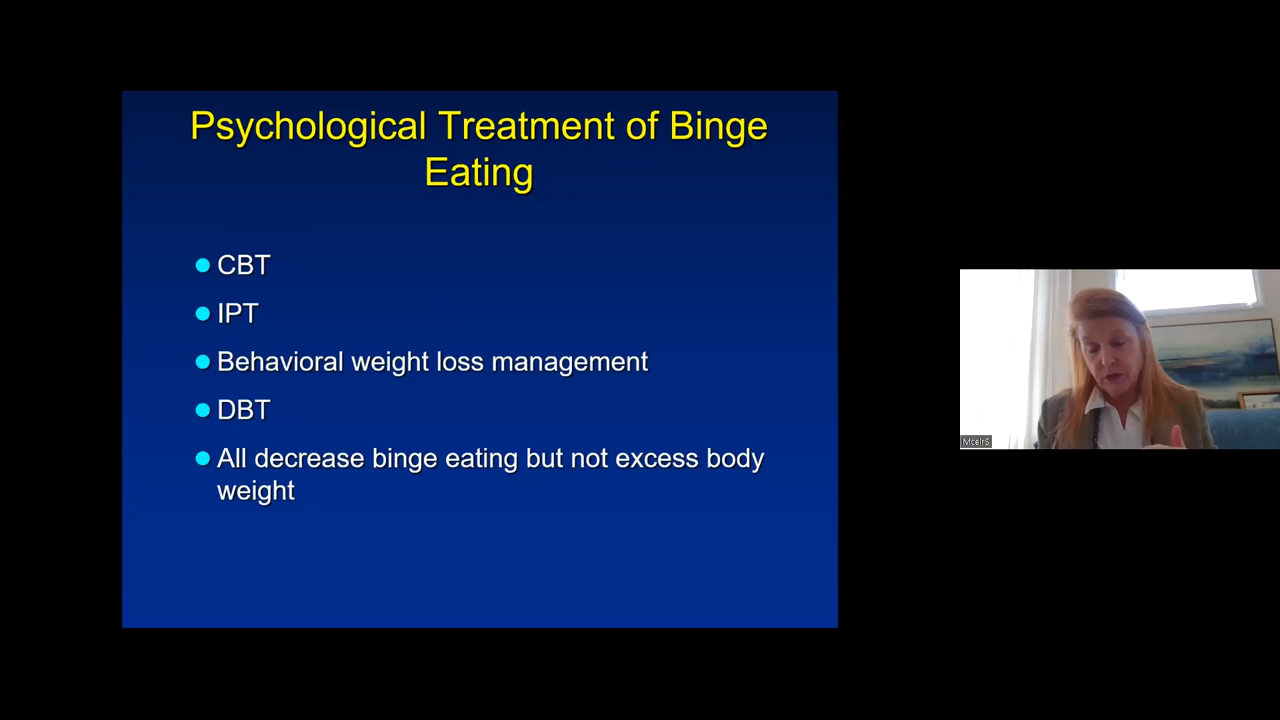 Psychological Treatment of Binge
Eating
CBT
IPT
Behavioral weight loss management
DBT
All decrease binge eating but not excess body
weight
McelrS